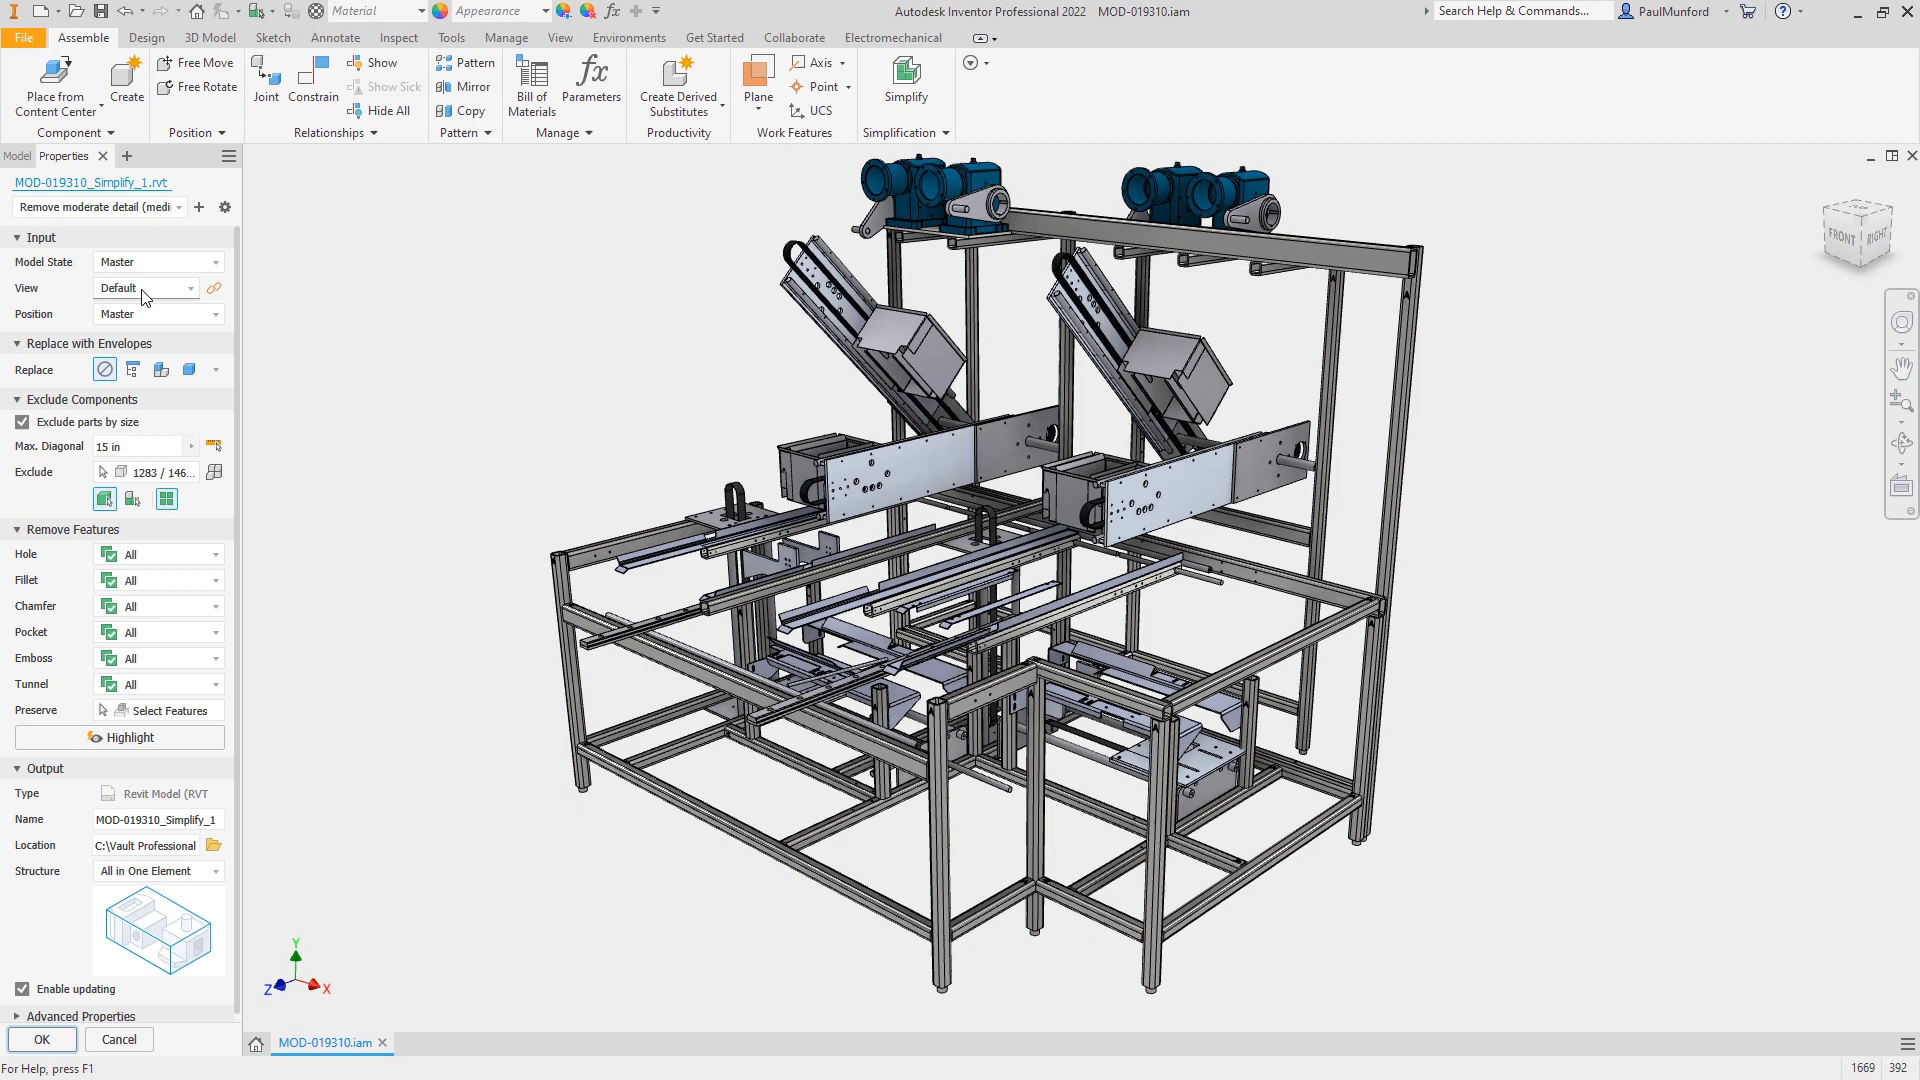 Material
Appearance
Autodesk Inventor Professional 2022 MOD-019310.iam
Search Help & Commands...
PaulMunford
File Assemble Design 3D Model Sketch Annotate Inspect Tools Manage View Environments Get Started Collaborate Electromechanical
Place from
Content Center
Create
Component
Free Move
Free Rotate
Position
Joint
Constrain
Show
Show Sick
Hide All
Relationships
Pattern
Mirror
Copy
Pattern
Bill of
Materials
Parameters
Manage
Create Derived
Substitutes
Productivity
Plane
Axis
Point
UCS
Work Features
Simplify
Simplification
Model Properties
MOD-019310_Simplify_1.rvt
Remove moderate detail (medi
Input
Model State Master
View Default
Position Master
Replace with Envelopes
Replace
Exclude Components
Exclude parts by size
Max. Diagonal 15 in
Exclude 1283 / 146...
Remove Features
Hole All
Fillet All
Chamfer All
Pocket All
Emboss All
Tunnel All
Preserve Select Features
Highlight
Output
Type Revit Model (RVT
Name MOD-019310_Simplify_1
Location C:\Vault Professional
Structure All in One Element
Enable updating
Advanced Properties
OK Cancel
FRONT RIGHT
Y
Z X
MOD-019310.iam
For Help, press F1
1669 392